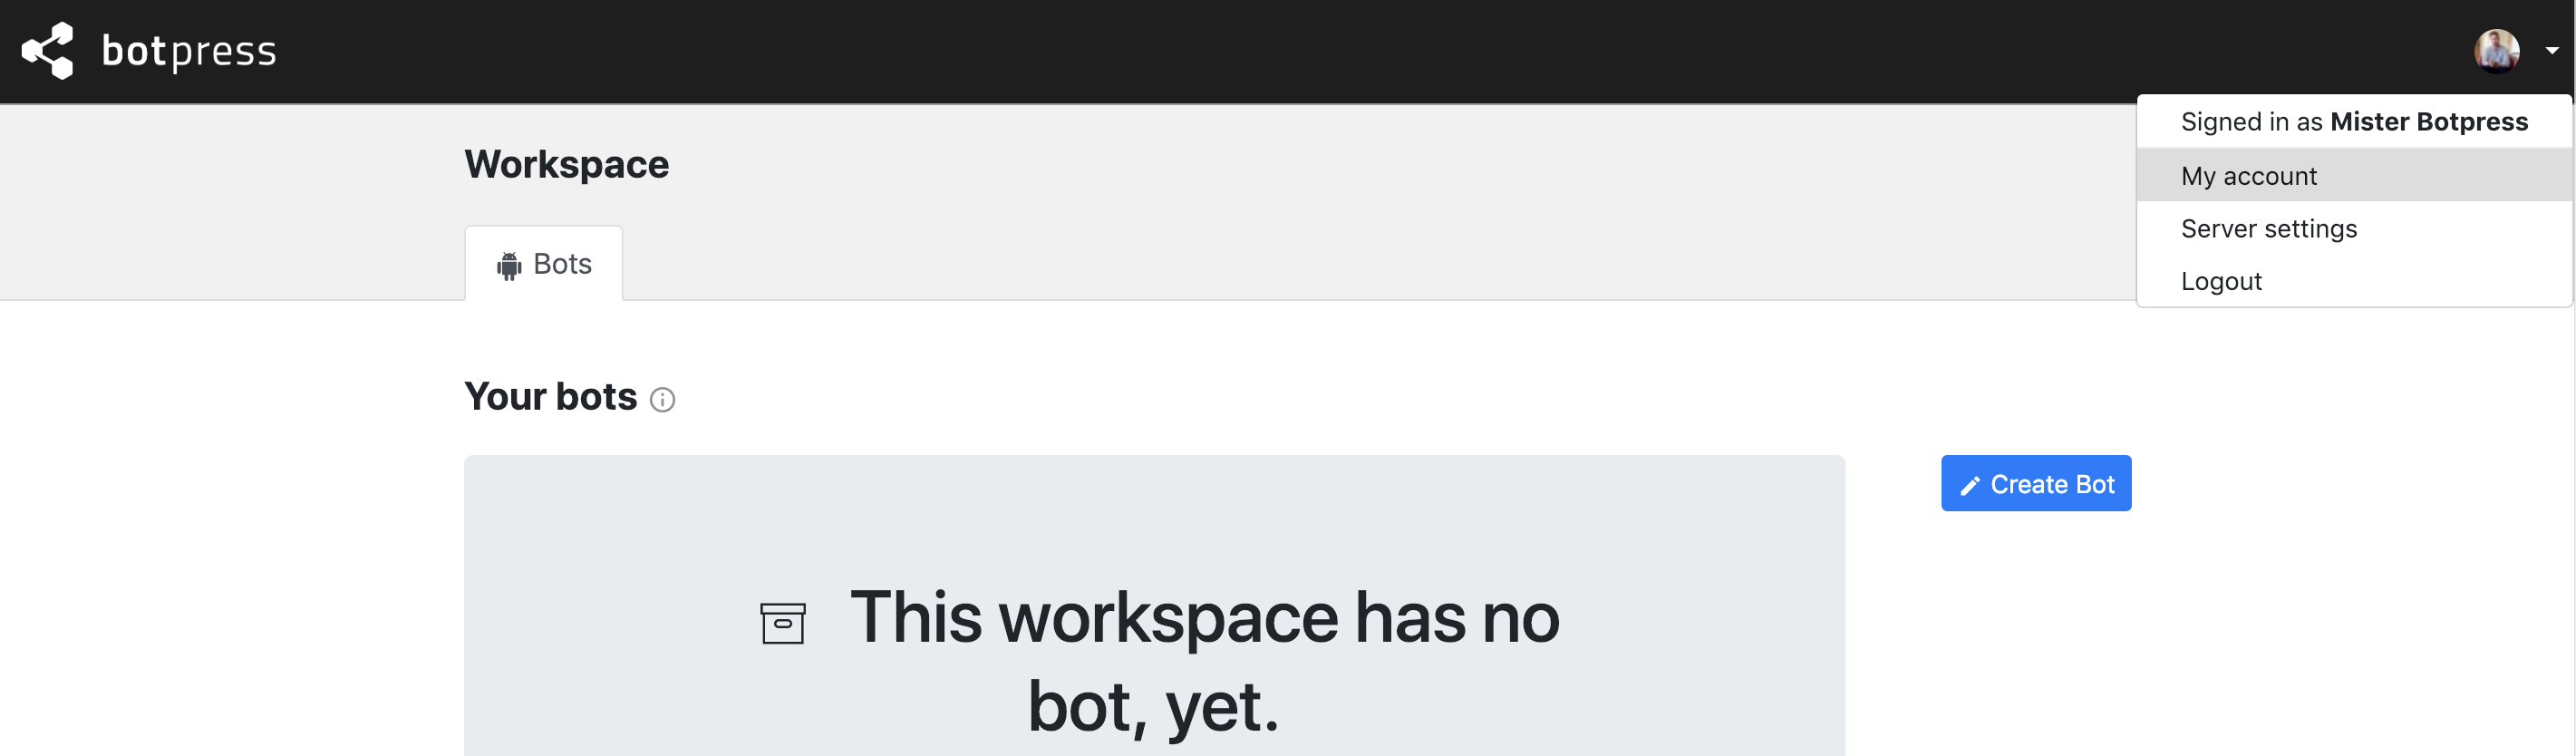 botpress
Signed in as Mister Botpress
My account
Server settings
Logout
Workspace
Bots
Your bots
Create Bot
This workspace has no
bot, yet.